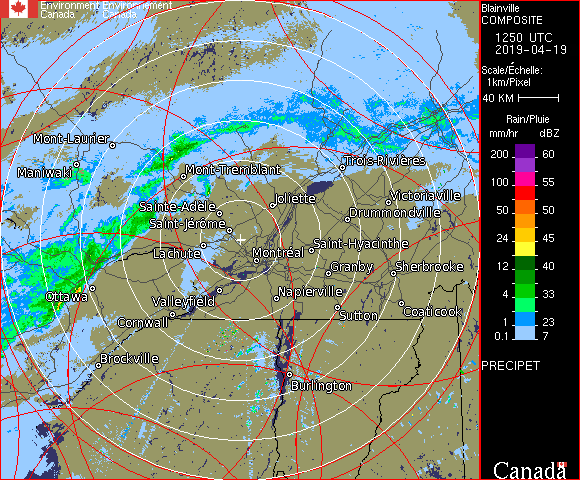 Environment Environnement
Canada Canada
Blainville
COMPOSITE
1250 UTC
2019-04-19
Scale/Échelle:
1km/Pixel
40 KM
Rain/Pluie
mm/hr dBZ
200 60
100 55
50 50
24 45
12 40
4 33
1 23
0.1 7
PRECIPET
Canada
Mont-Laurier
Maniwaki
Mont-Tremblant
Trois-Rivières
Sainte-Adèle
Joliette
Victoriaville
Drummondville
Saint-Jérôme
Lachute
Montréal
Saint-Hyacinthe
Granby
Sherbrooke
Ottawa
Valleyfield
Napierville
Cornwall
Sutton
Coaticook
Brockville
Burlington